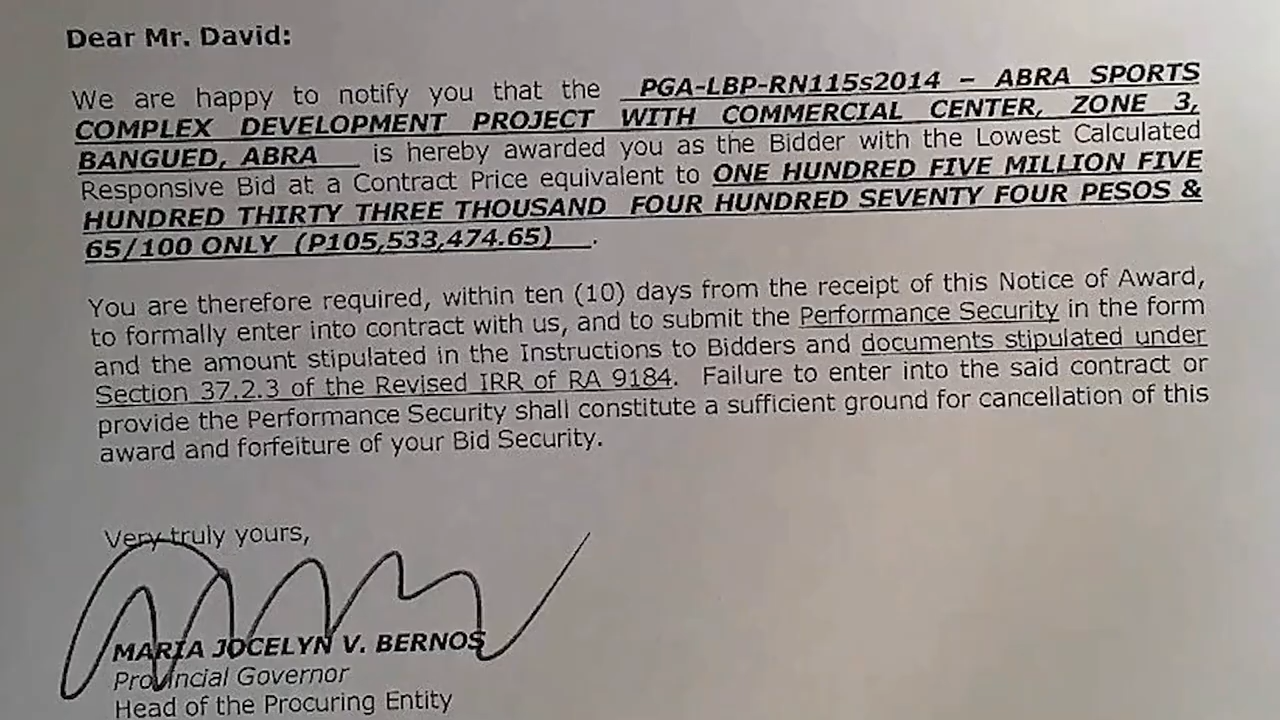 Dear Mr. David:
We are happy to notify you that the PGA-LBP-RN115s2014 – ABRA SPORTS
COMPLEX DEVELOPMENT PROJECT WITH COMMERCIAL CENTER, ZONE 3,
BANGUED, ABRA is hereby awarded you as the Bidder with the Lowest Calculated
Responsive Bid at a Contract Price equivalent to ONE HUNDRED FIVE MILLION FIVE
HUNDRED THIRTY THREE THOUSAND FOUR HUNDRED SEVENTY FOUR PESOS &
65/100 ONLY (P105,533,474.65) .
You are therefore required, within ten (10) days from the receipt of this Notice of Award,
to formally enter into contract with us, and to submit the Performance Security in the form
and the amount stipulated in the Instructions to Bidders and documents stipulated under
Section 37.2.3 of the Revised IRR of RA 9184. Failure to enter into the said contract or
provide the Performance Security shall constitute a sufficient ground for cancellation of this
award and forfeiture of your Bid Security.
Very truly yours,
MARIA JOCELYN V. BERNOS
Provincial Governor
Head of the Procuring Entity